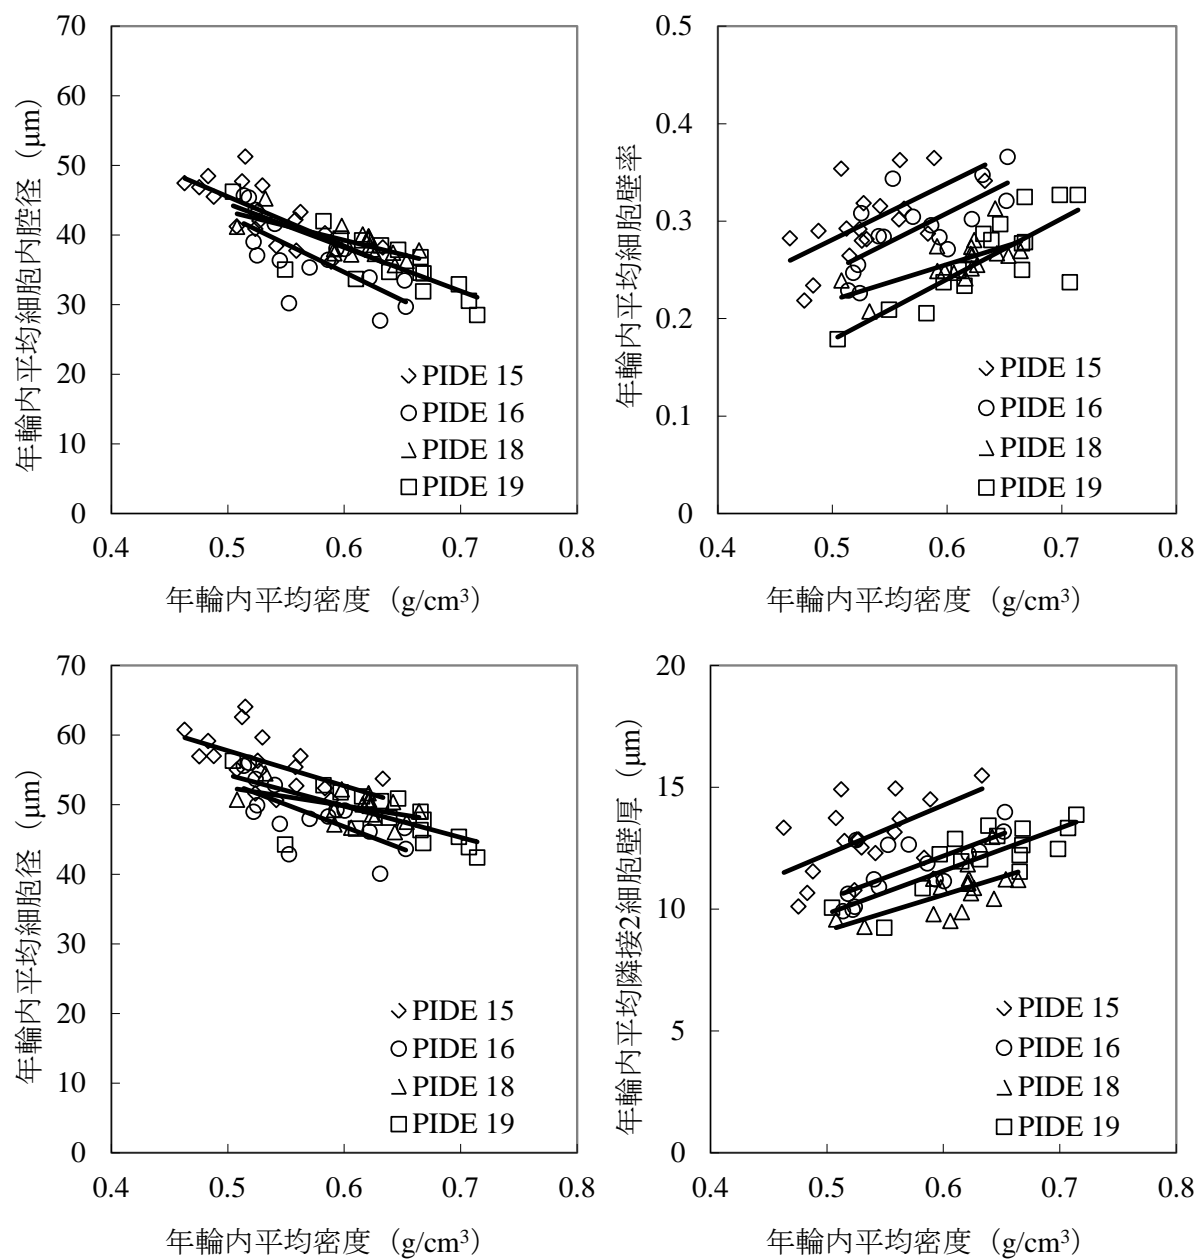 年輪内平均細胞内腔径（μm）
70
60
50
40
30
20
10
0
0.4 0.5 0.6 0.7 0.8
年輪内平均密度（g/cm³）
PIDE 15
PIDE 16
PIDE 18
PIDE 19
年輪内平均細胞壁率
0.5
0.4
0.3
0.2
0.1
0
0.4 0.5 0.6 0.7 0.8
年輪内平均密度（g/cm³）
PIDE 15
PIDE 16
PIDE 18
PIDE 19
年輪内平均細胞径（μm）
70
60
50
40
30
20
10
0
0.4 0.5 0.6 0.7 0.8
年輪内平均密度（g/cm³）
PIDE 15
PIDE 16
PIDE 18
PIDE 19
年輪内平均隣接2細胞壁厚（μm）
20
15
10
5
0
0.4 0.5 0.6 0.7 0.8
年輪内平均密度（g/cm³）
PIDE 15
PIDE 16
PIDE 18
PIDE 19